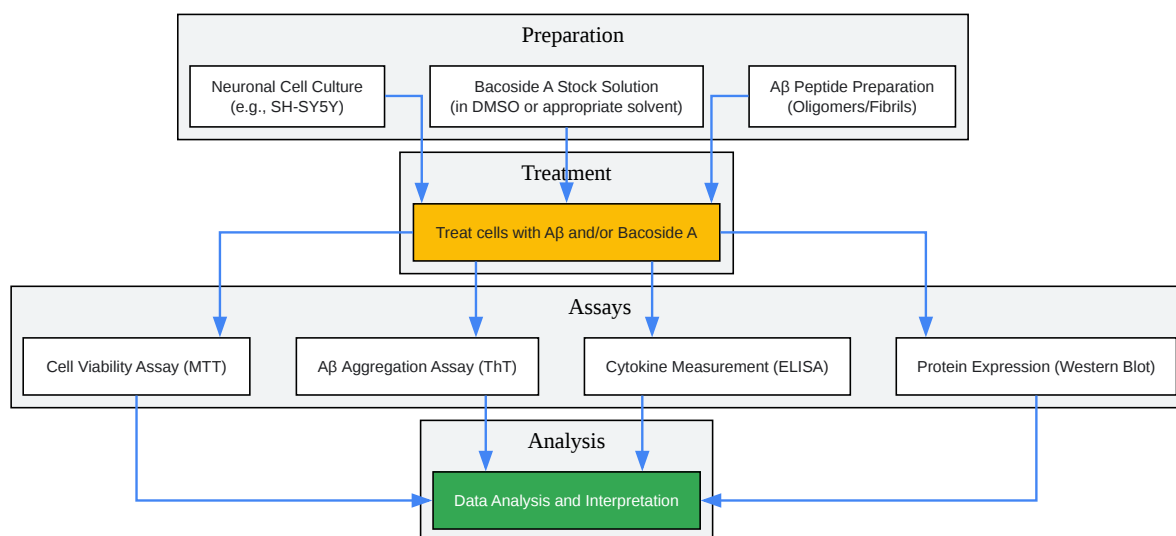 Preparation
Neuronal Cell Culture
(e.g., SH-SY5Y)
Bacoside A Stock Solution
(in DMSO or appropriate solvent)
Aβ Peptide Preparation
(Oligomers/Fibrils)
Treatment
Treat cells with Aβ and/or Bacoside A
Assays
Cell Viability Assay (MTT)
Aβ Aggregation Assay (ThT)
Cytokine Measurement (ELISA)
Protein Expression (Western Blot)
Analysis
Data Analysis and Interpretation